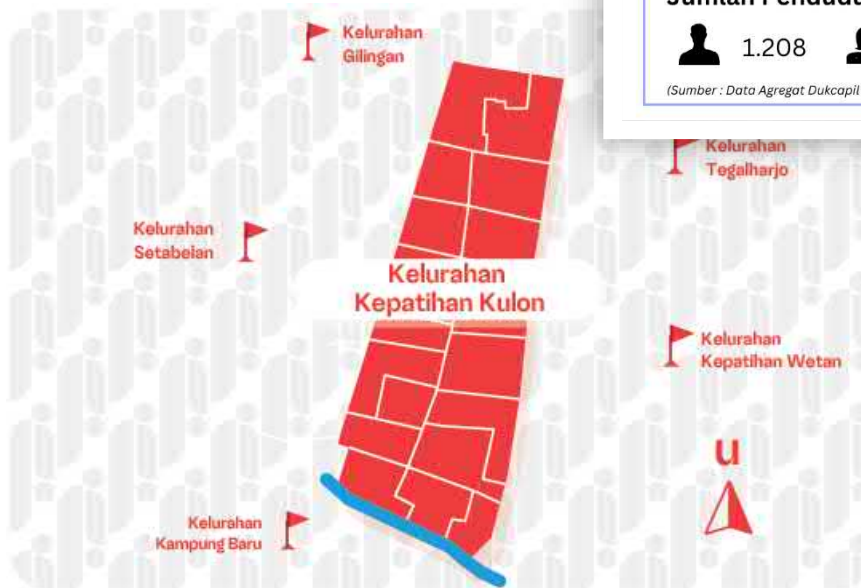 1.208
(Sumber : Data Agregat Dukcapil
Kelurahan
Gilingan
Kelurahan
Tegalharjo
Kelurahan
Setabelan
Kelurahan
Kepatihan Kulon
Kelurahan
Kepatihan Wetan
u
Kelurahan
Kampung Baru